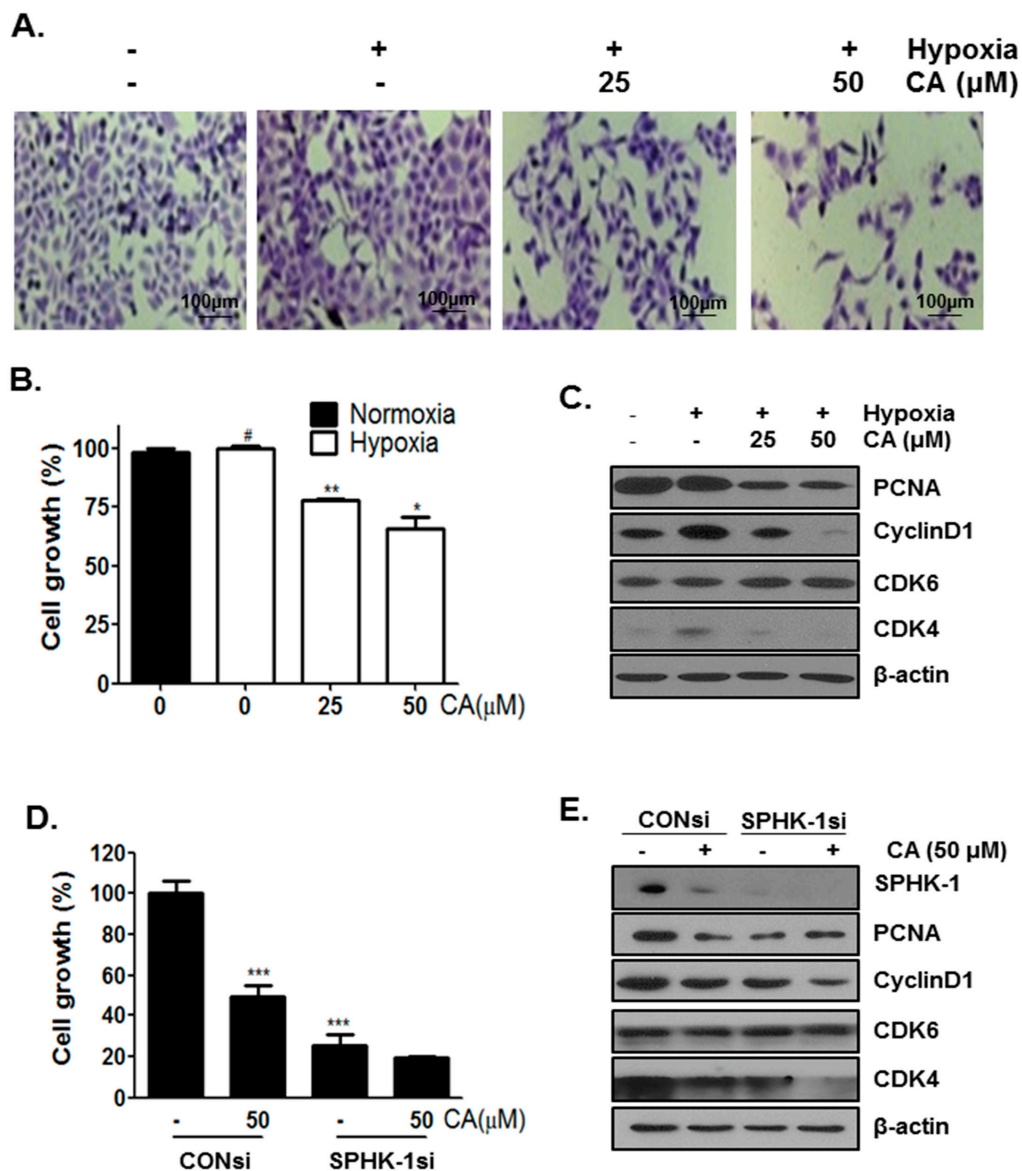 A.
- + + + Hypoxia
- - 25 50 CA (µM)
100µm 100µm 100µm 100µm
B.
Normoxia
Hypoxia
Cell growth (%)
100
75
50
25
0
#
**
*
0 0 25 50 CA(µM)
C.
- + + + Hypoxia
- - 25 50 CA (µM)
PCNA
CyclinD1
CDK6
CDK4
β-actin
D.
Cell growth (%)
120
100
80
60
40
20
0
***
***
- 50 - 50 CA(µM)
CONsi SPHK-1si
E.
CONsi SPHK-1si
- + - + CA (50 µM)
SPHK-1
PCNA
CyclinD1
CDK6
CDK4
β-actin